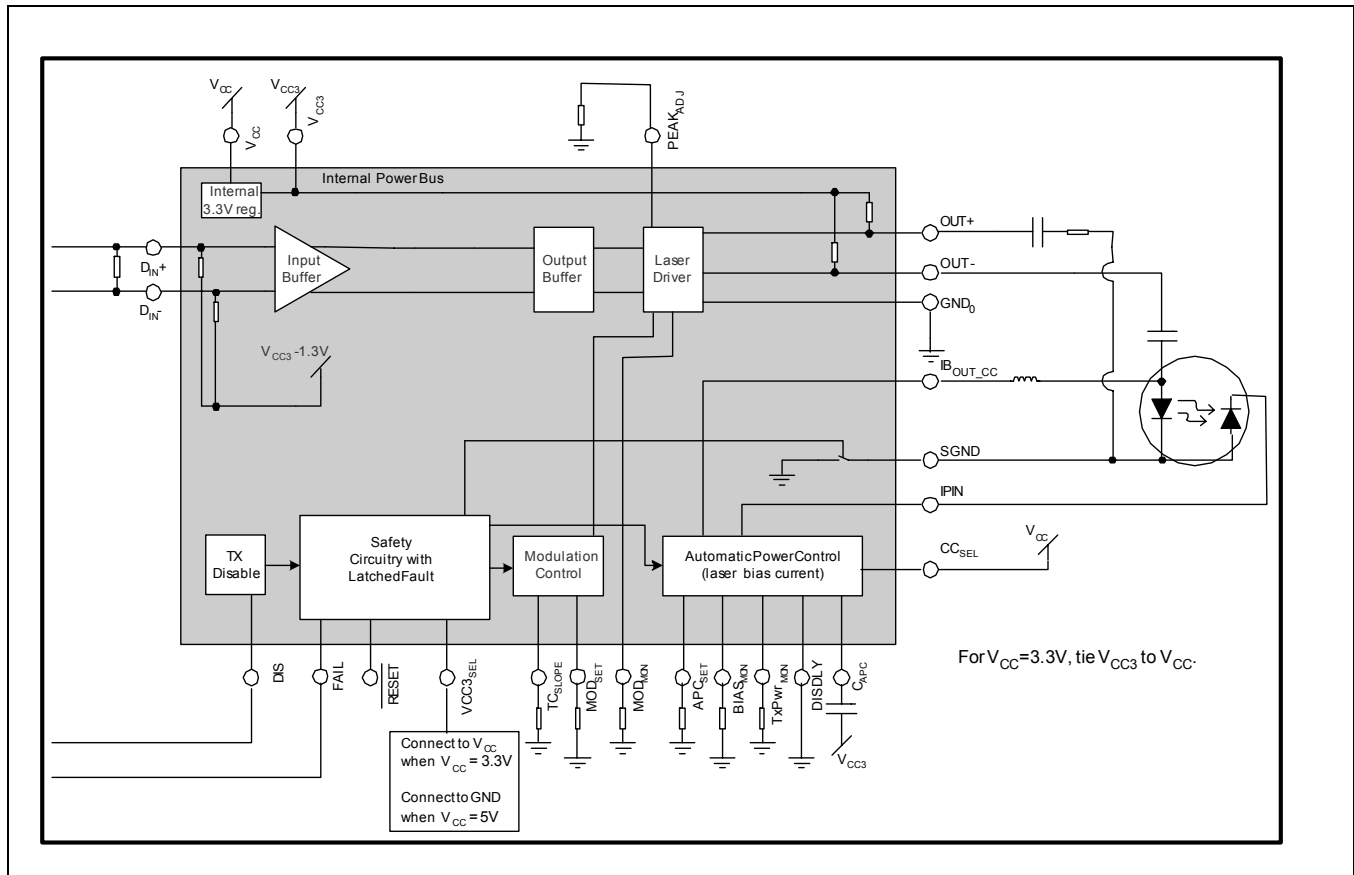 VCC
VCC3
VCC
VCC3
PEAKADJ
Internal Power Bus
Internal
3.3V reg.
OUT+
DIN+
Input
Buffer
Output
Buffer
Laser
Driver
OUT-
DIN-
GND0
VCC3 -1.3V
IBOUT_CC
SGND
IPIN
TX
Disable
Safety
Circuitry with
Latched Fault
Modulation
Control
Automatic Power Control
(laser bias current)
CCSEL
VCC
For VCC=3.3V, tie VCC3 to VCC.
DIS
FAIL
RESET
VCC3SEL
TCSLOPE
MODSET
MODMON
APCSET
BIASMON
TxPwrMON
DISDLY
CAPC
Connect to VCC
when VCC = 3.3V
Connect to GND
when VCC = 5V
VCC3